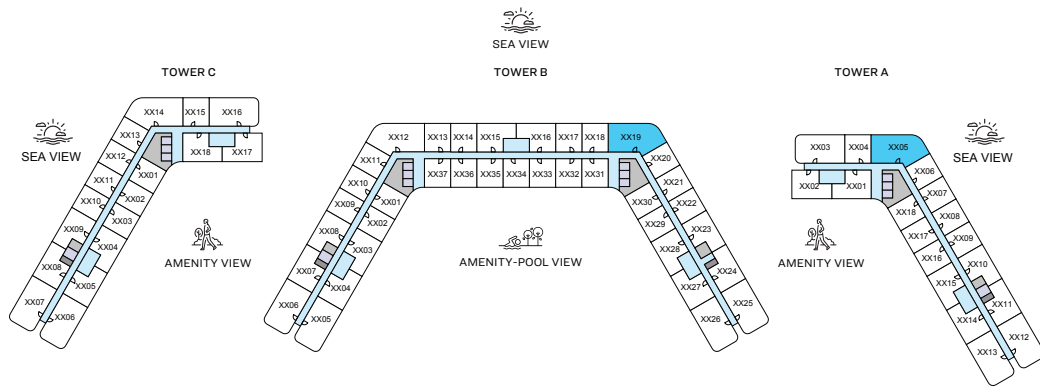 SEA VIEW
TOWER C
TOWER B
TOWER A
SEA VIEW
SEA VIEW
AMENITY VIEW
AMENITY-POOL VIEW
AMENITY VIEW
XX14
XX15
XX16
XX13
XX12
XX11
XX10
XX09
XX08
XX07
XX06
XX05
XX04
XX03
XX02
XX01
XX18
XX17
XX12
XX13
XX14
XX15
XX16
XX17
XX18
XX19
XX11
XX10
XX09
XX08
XX07
XX06
XX05
XX04
XX03
XX01
XX37
XX36
XX35
XX34
XX33
XX32
XX31
XX20
XX21
XX22
XX23
XX24
XX25
XX26
XX27
XX28
XX29
XX30
XX03
XX04
XX05
XX02
XX01
XX06
XX07
XX08
XX09
XX10
XX11
XX12
XX13
XX14
XX15
XX16
XX17
XX18